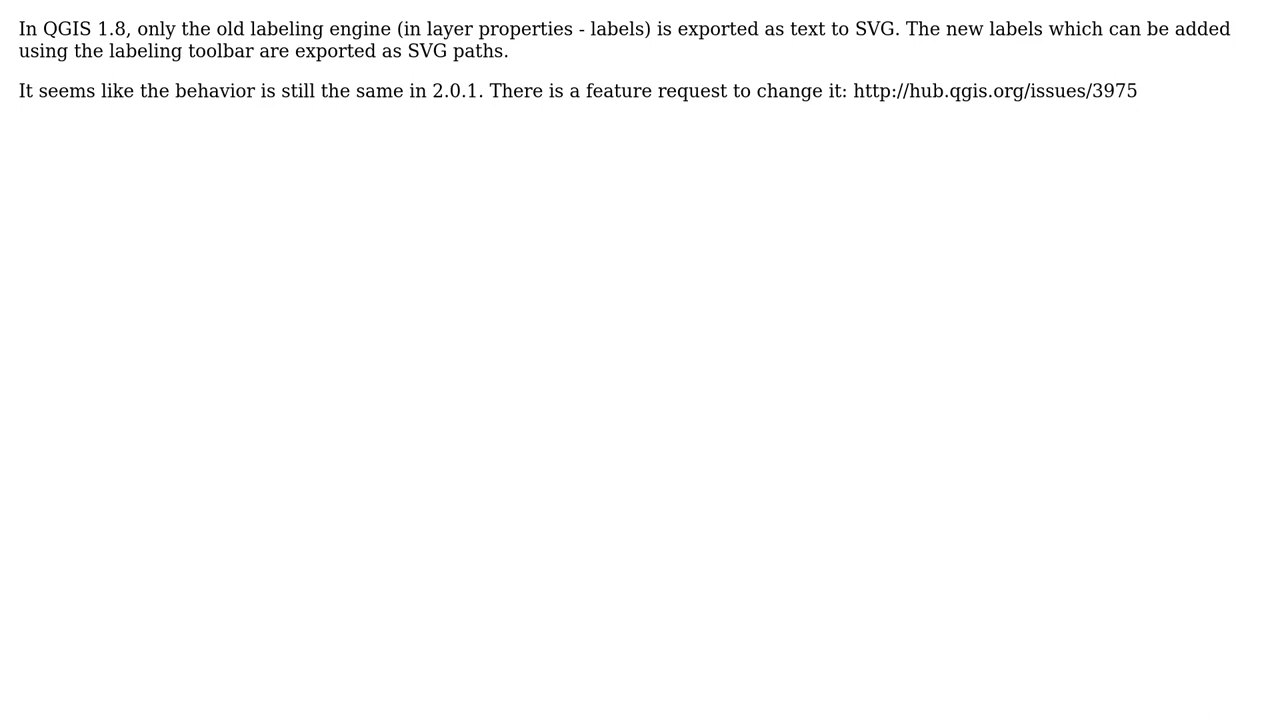 In QGIS 1.8, only the old labeling engine (in layer properties - labels) is exported as text to SVG. The new labels which can be added
using the labeling toolbar are exported as SVG paths.
It seems like the behavior is still the same in 2.0.1. There is a feature request to change it: http://hub.qgis.org/issues/3975